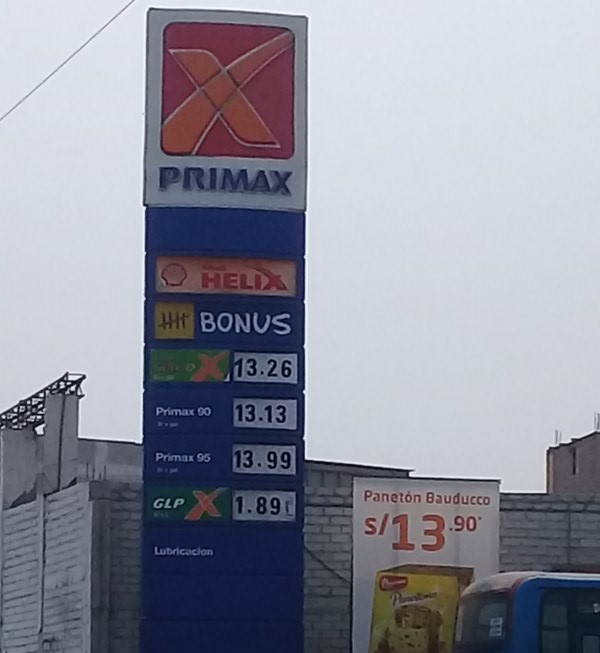 PRIMAX
HELIX
BONUS
13.26
Primax 90 13.13
Primax 95 13.99
GLP X 1.89
Lubricacion
Panetón Bauducco
S/13.90*
Bauducco